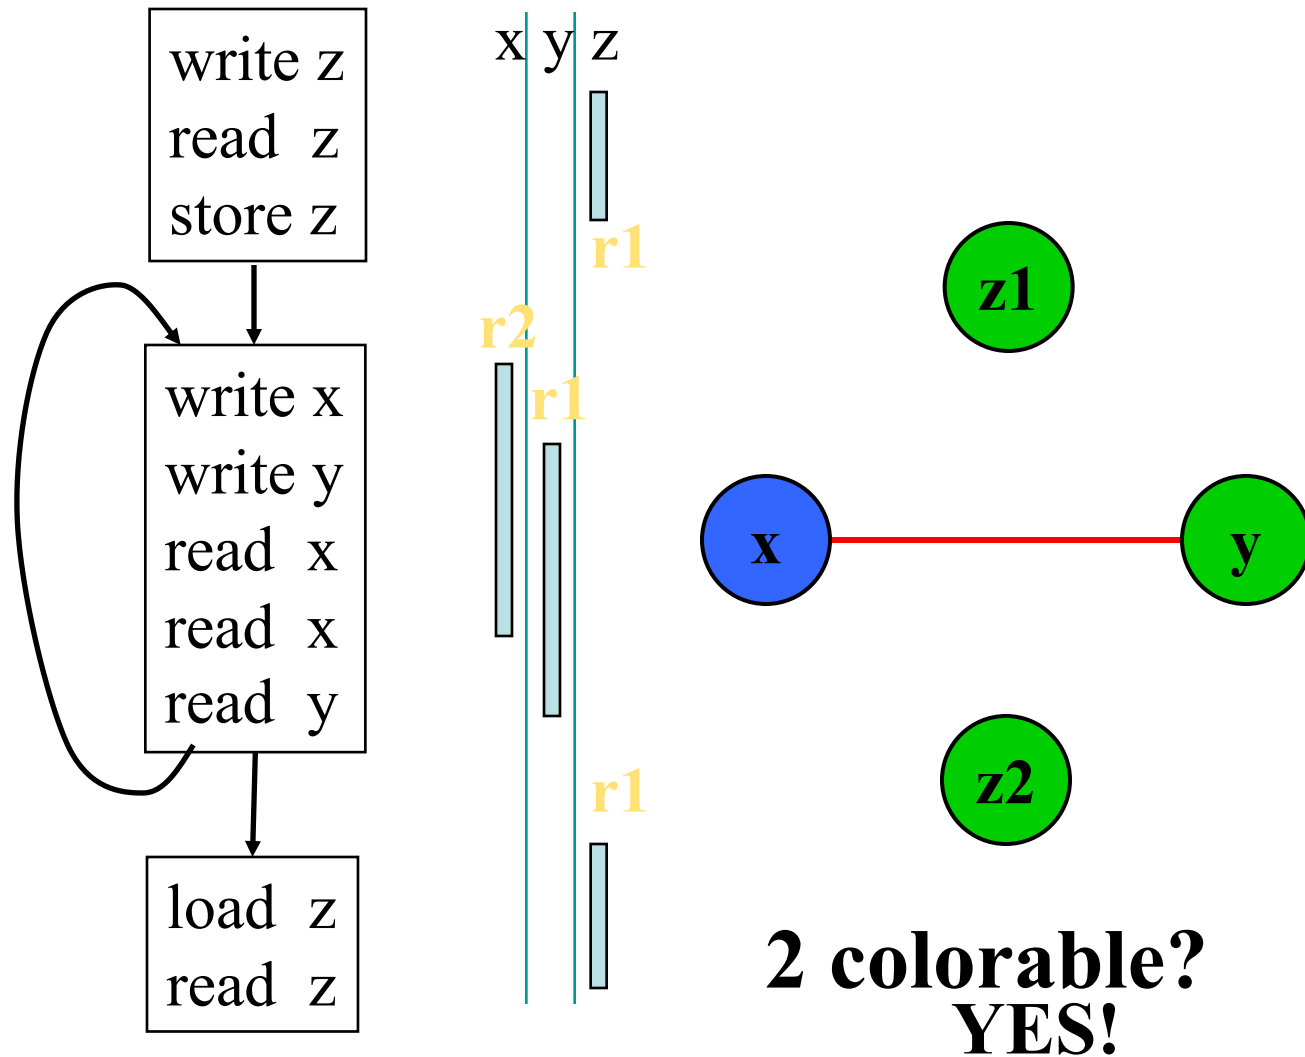 write z
read z
store z
write x
write y
read x
read x
read y
load z
read z
x y z
r1
r2
r1
r1
z1
x
y
z2
2 colorable?
YES!